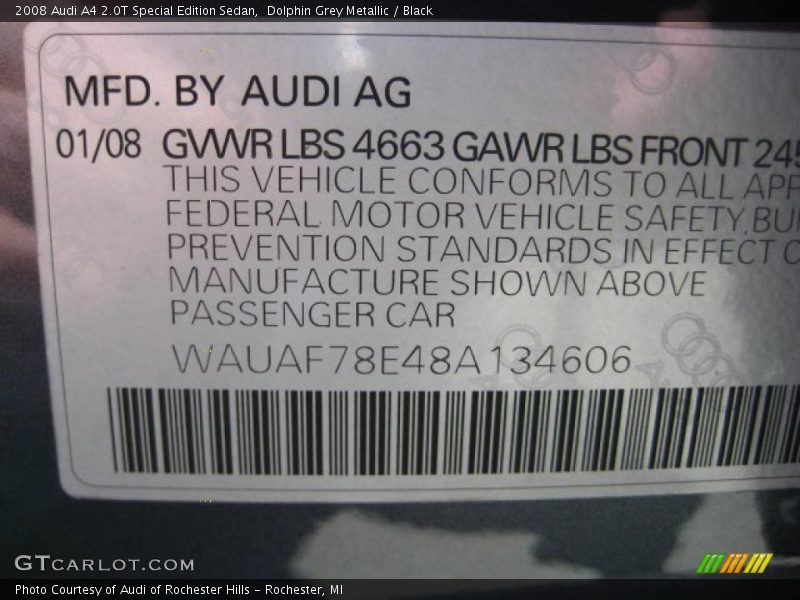 2008 Audi A4 2.0T Special Edition Sedan,  Dolphin Grey Metallic / Black
MFD. BY AUDI AG
01/08 GVWR LBS 4663 GAWR LBS FRONT
THIS VEHICLE CONFORMS TO ALL
FEDERAL MOTOR VEHICLE SAFETY,
PREVENTION STANDARDS IN EFFECT
MANUFACTURE SHOWN ABOVE
PASSENGER CAR
WAUAF78E48A134606
GTCARLOT.COM
Photo Courtesy of Audi of Rochester Hills – Rochester, MI